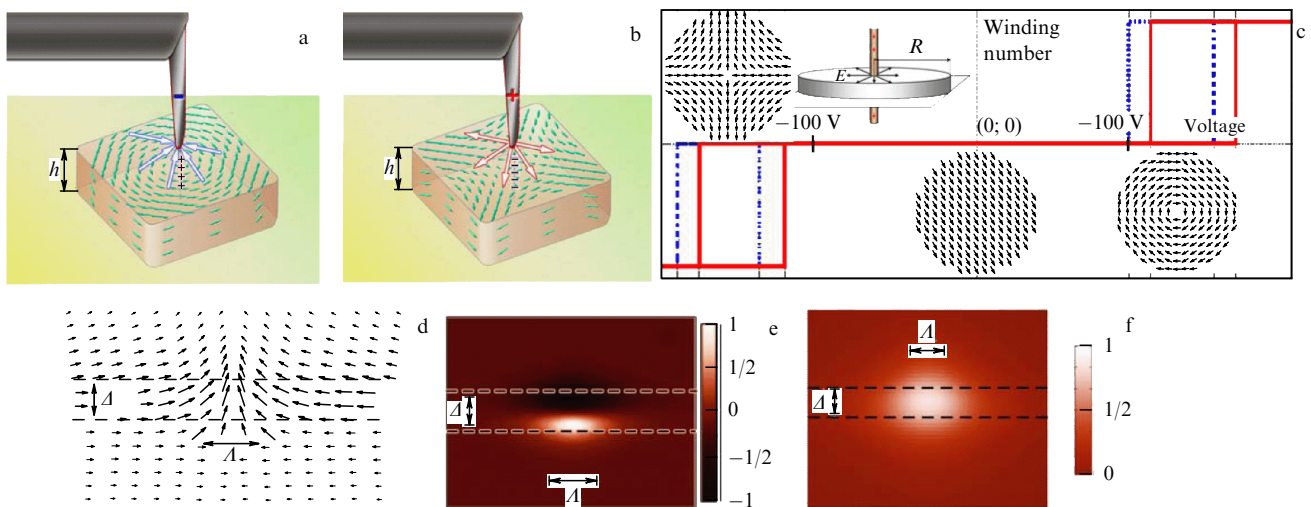 a
−
h
+
h
b
R
E
−100 V
Winding
number
(0; 0)
−100 V
Voltage
c
d
Δ
Λ
Δ
Λ
1
1/2
0
−1/2
−1
e
Λ
Δ
f
1
1/2
0